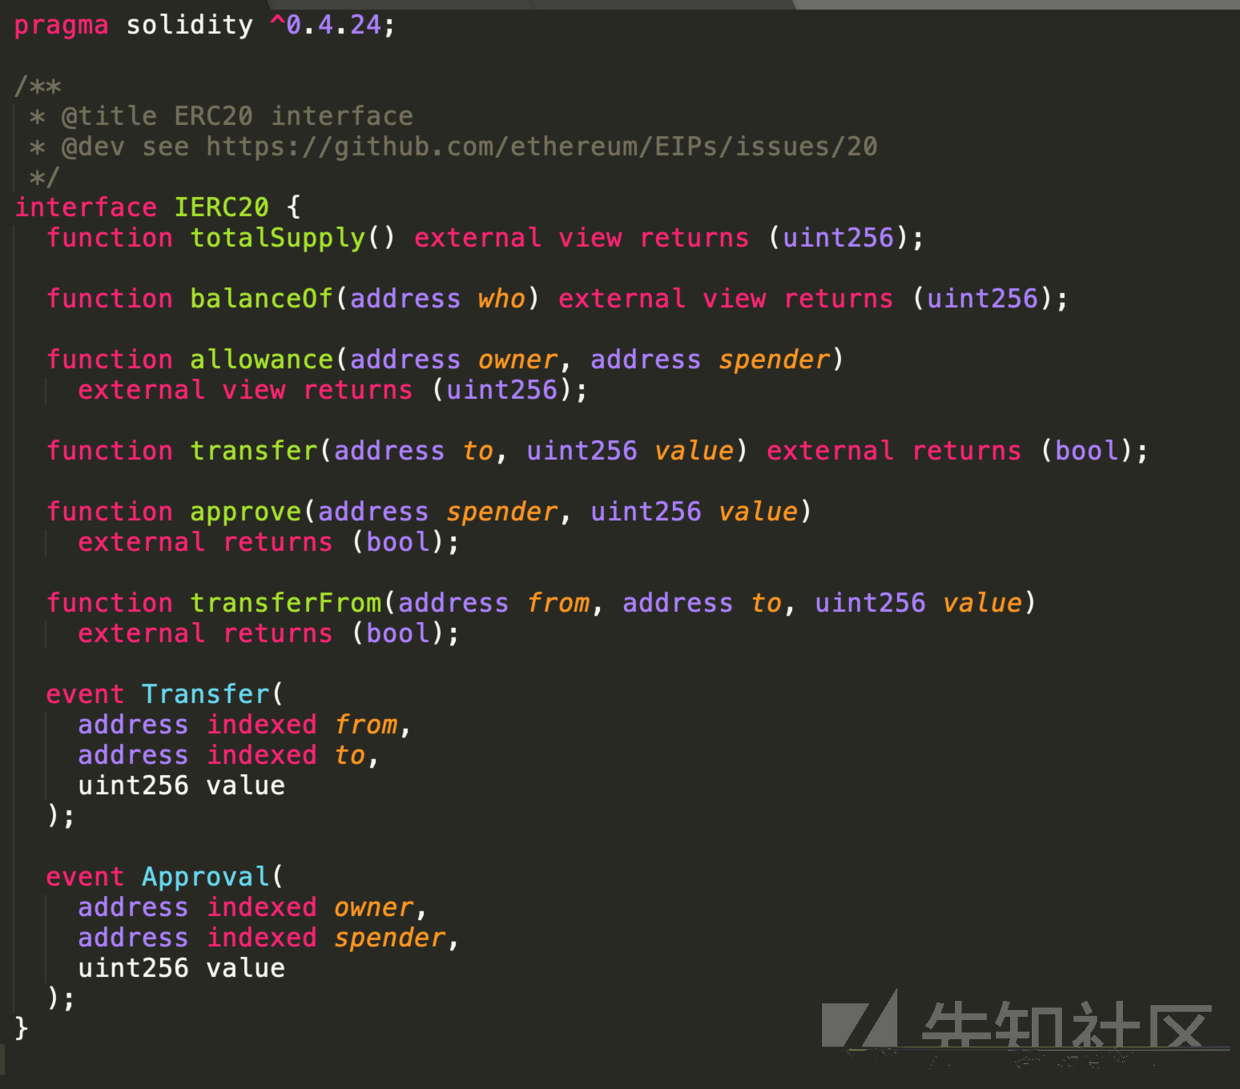 pragma solidity ^0.4.24;
/**
* @title ERC20 interface
* @dev see https://github.com/ethereum/EIPs/issues/20
*/
interface IERC20 {
function totalSupply() external view returns (uint256);
function balanceOf(address who) external view returns (uint256);
function allowance(address owner, address spender)
external view returns (uint256);
function transfer(address to, uint256 value) external returns (bool);
function approve(address spender, uint256 value)
external returns (bool);
function transferFrom(address from, address to, uint256 value)
external returns (bool);
event Transfer(
address indexed from,
address indexed to,
uint256 value
);
event Approval(
address indexed owner,
address indexed spender,
uint256 value
);
}
先知社区